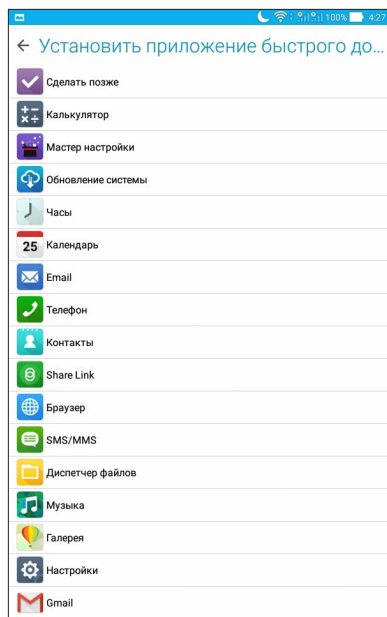 100% 4:27
Установить приложение быстрого до...
Сделать позже
Калькулятор
Мастер настройки
Обновление системы
Часы
25 Календарь
Email
Телефон
Контакты
Share Link
Браузер
SMS/MMS
Диспетчер файлов
Музыка
Галерея
Настройки
Gmail